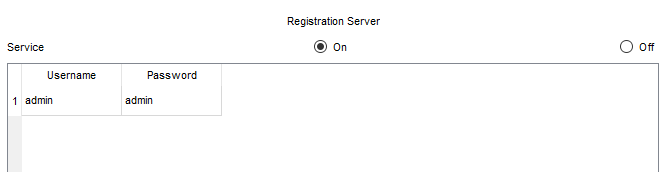 Registration Server
Service On Off
Username Password
1 admin admin